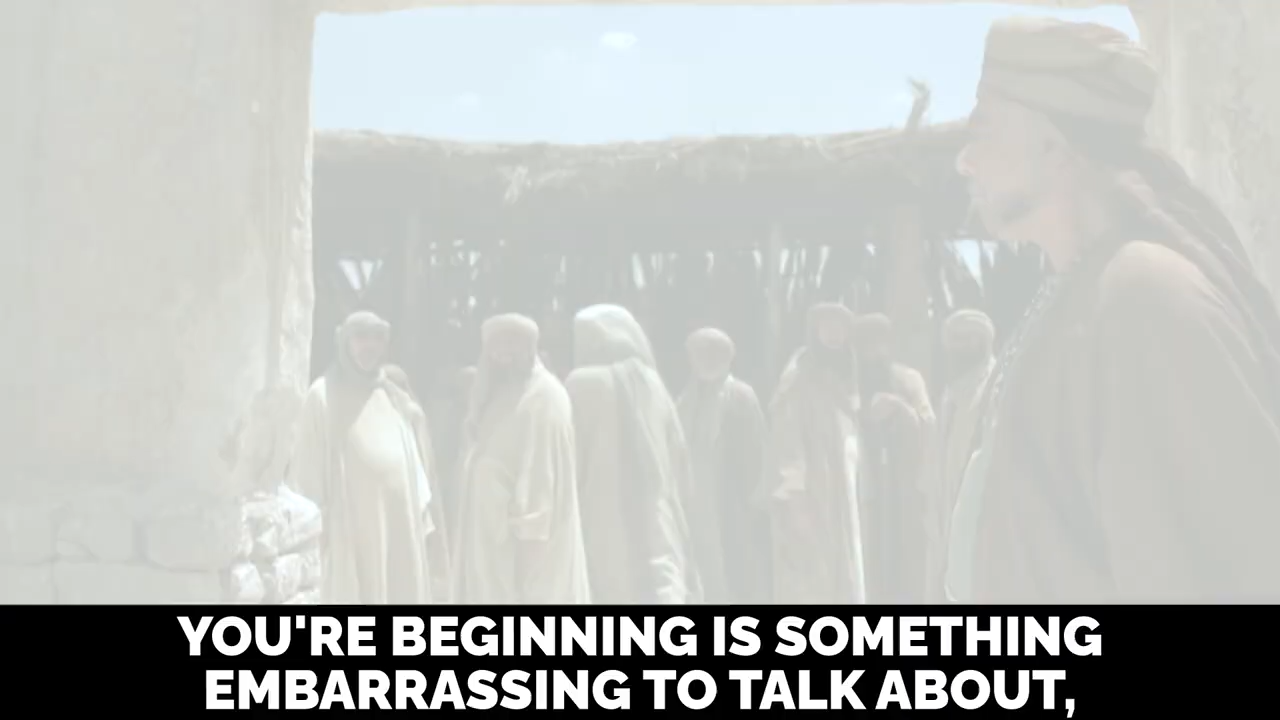 YOU'RE BEGINNING IS SOMETHING
EMBARRASSING TO TALK ABOUT,